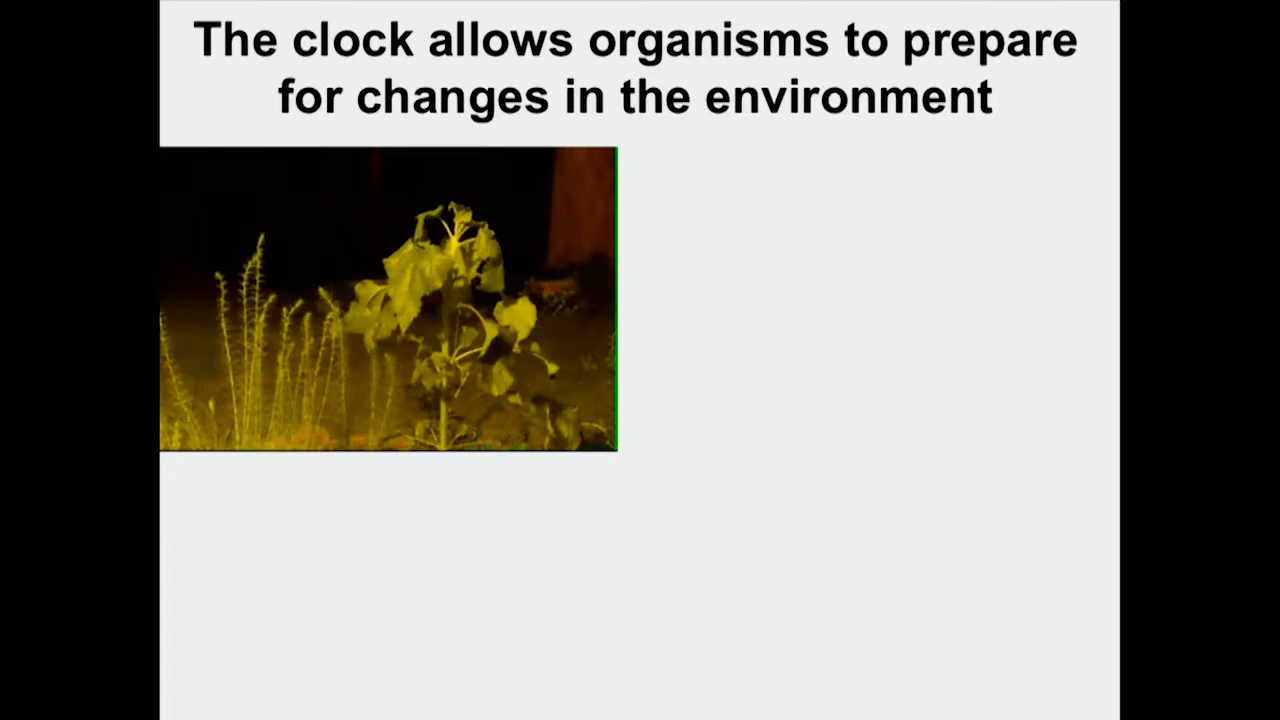 The clock allows organisms to prepare
for changes in the environment